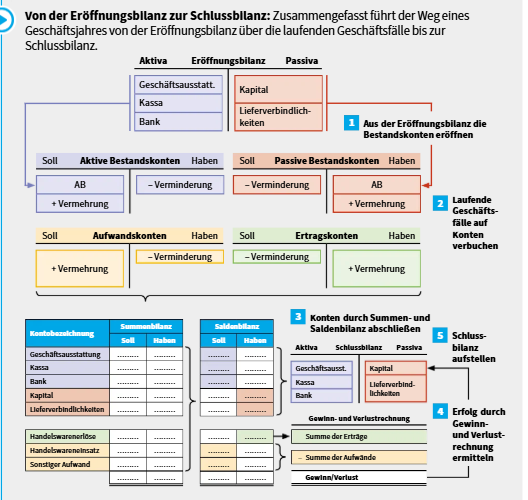 Von der Eröffnungsbilanz zur Schlussbilanz: Zusammengefasst führt der Weg eines
Geschäftsjahres von der Eröffnungsbilanz über die laufenden Geschäftsfälle bis zur
Schlussbilanz.
Aktiva Eröffnungsbilanz Passiva
Geschäftsausstatt.
Kassa
Bank
Kapital
Lieferverbindlich-
keiten
1 Aus der Eröffnungsbilanz die
Bestandskonten eröffnen
Soll Aktive Bestandskonten Haben
AB
+ Vermehrung
– Verminderung
Soll Passive Bestandskonten Haben
– Verminderung
AB
+ Vermehrung
2 Laufende
Geschäfts-
fälle auf
Konten
verbuchen
Soll Aufwandskonten Haben
+ Vermehrung
– Verminderung
Soll Ertragskonten Haben
– Verminderung
+ Vermehrung
3 Konten durch Summen- und
Saldenbilanz abschließen
Kontobezeichnung Summenbilanz Saldenbilanz
Soll Haben Soll Haben
Geschäftsausstattung ......... ......... ......... .........
Kassa ......... ......... ......... .........
Bank ......... ......... ......... .........
Kapital ......... ......... ......... .........
Lieferverbindlichkeiten ......... ......... ......... .........
Handelswarenerlöse ......... ......... ......... .........
Handelswareneinsatz ......... ......... ......... .........
Sonstiger Aufwand ......... ......... ......... .........
......... ......... ......... .........
Aktiva Schlussbilanz Passiva
Geschäftsausst.
Kassa
Bank
Kapital
Lieferverbind-
lichkeiten
5 Schluss-
bilanz
aufstellen
Gewinn- und Verlustrechnung
Summe der Erträge
– Summe der Aufwände
Gewinn/Verlust
4 Erfolg durch
Gewinn-
und Verlust-
rechnung
ermitteln